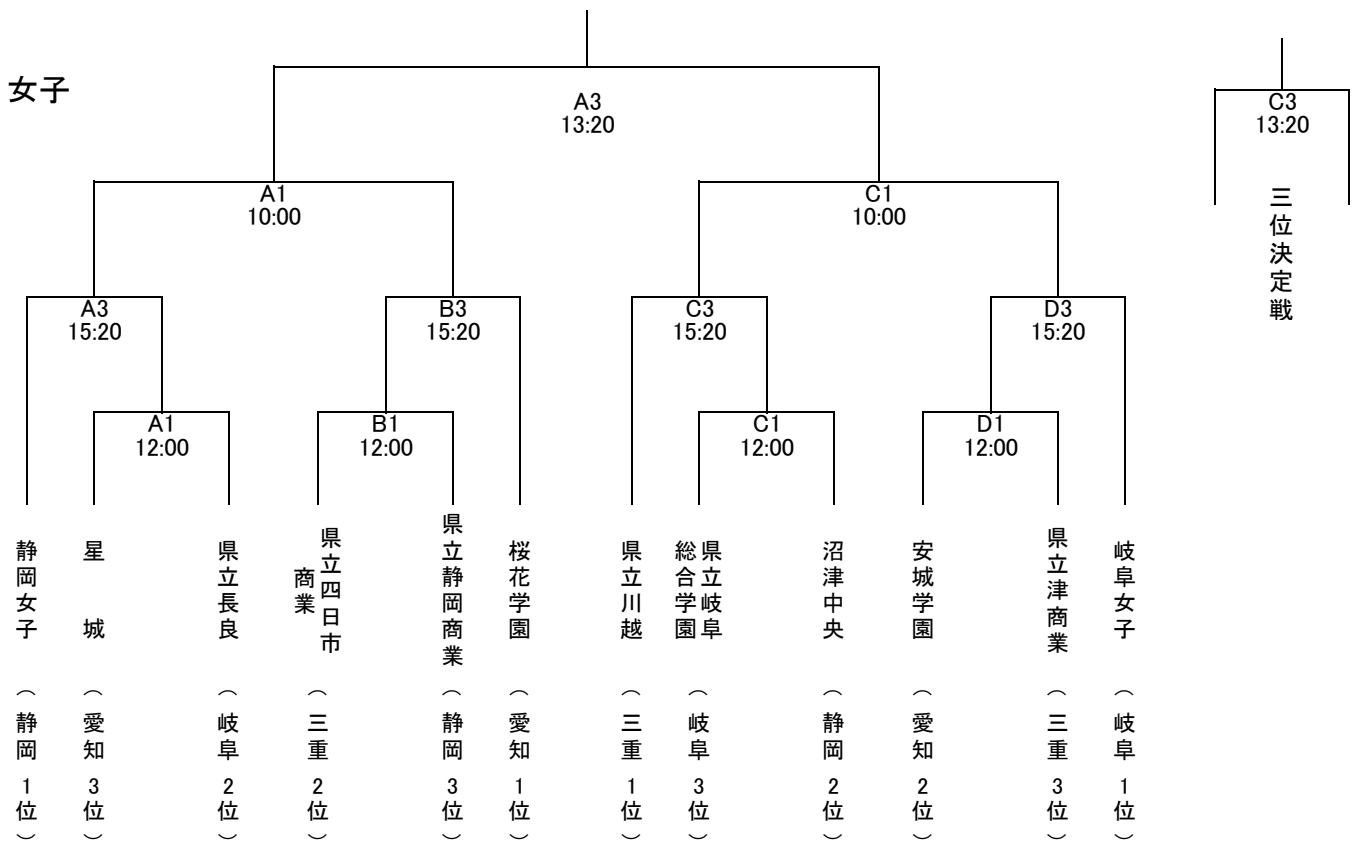 女子
A3
13:20
C3
13:20
三位決定戦
A1
10:00
C1
10:00
A3
15:20
B3
15:20
C3
15:20
D3
15:20
A1
12:00
B1
12:00
C1
12:00
D1
12:00
静岡女子（静岡1位）
星城（愛知3位）
県立長良（岐阜2位）
県立四日市
商業
（三重2位）
県立静岡商業（静岡3位）
桜花学園（愛知1位）
県立川越（三重1位）
県立岐阜
総合学園
（岐阜3位）
沼津中央（静岡2位）
安城学園（愛知2位）
県立津商業（三重3位）
岐阜女子（岐阜1位）